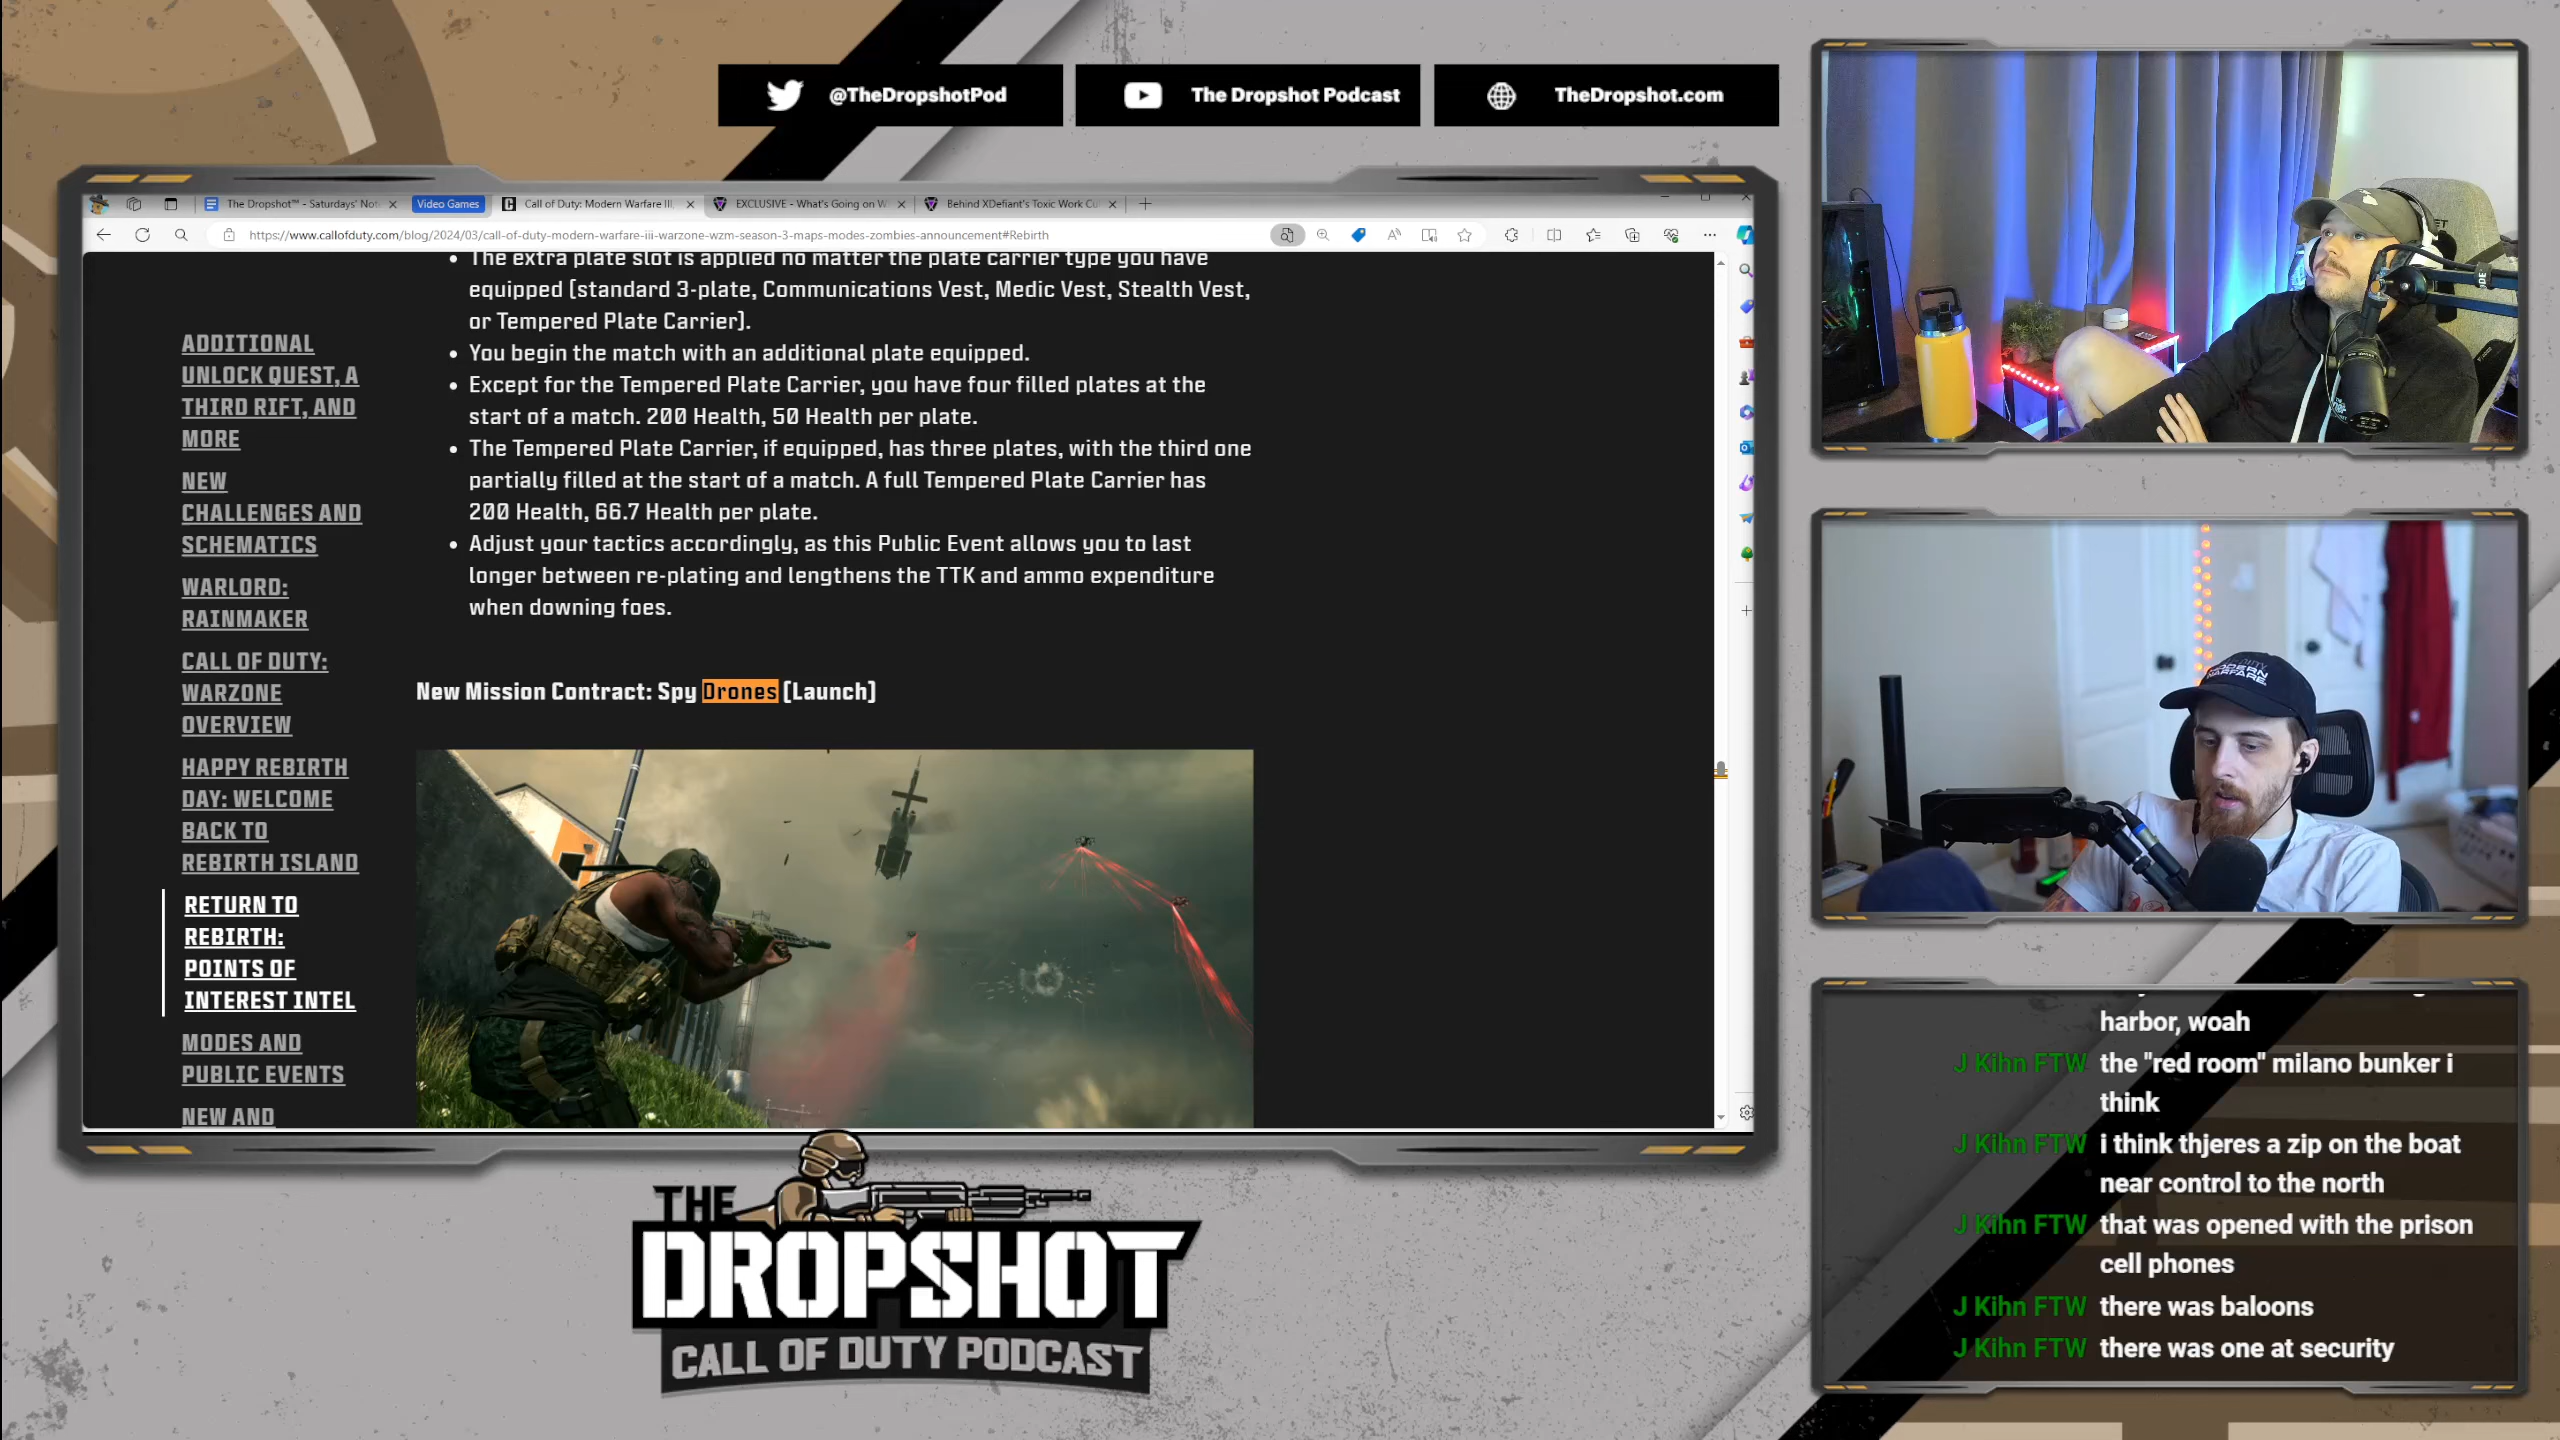 @TheDropshotPod
The Dropshot Podcast
TheDropshot.com
The Dropshot™ - Saturdays' Not
Video Games
Call of Duty: Modern Warfare III,
EXCLUSIVE - What's Going on W
Behind XDefiant's Toxic Work Cu
https://www.callofduty.com/blog/2024/03/call-of-duty-modern-warfare-iii-warzone-wzm-season-3-maps-modes-zombies-announcement#Rebirth
ADDITIONAL
UNLOCK QUEST, A
THIRD RIFT, AND
MORE
NEW
CHALLENGES AND
SCHEMATICS
WARLORD:
RAINMAKER
CALL OF DUTY:
WARZONE
OVERVIEW
HAPPY REBIRTH
DAY: WELCOME
BACK TO
REBIRTH ISLAND
RETURN TO
REBIRTH:
POINTS OF
INTEREST INTEL
MODES AND
PUBLIC EVENTS
NEW AND
• The extra plate slot is applied no matter the plate carrier type you have
equipped [standard 3-plate, Communications Vest, Medic Vest, Stealth Vest,
or Tempered Plate Carrier].
• You begin the match with an additional plate equipped.
• Except for the Tempered Plate Carrier, you have four filled plates at the
start of a match. 200 Health, 50 Health per plate.
• The Tempered Plate Carrier, if equipped, has three plates, with the third one
partially filled at the start of a match. A full Tempered Plate Carrier has
200 Health, 66.7 Health per plate.
• Adjust your tactics accordingly, as this Public Event allows you to last
longer between re-plating and lengthens the TTK and ammo expenditure
when downing foes.
New Mission Contract: Spy Drones [Launch]
MODERN
WARFARE
harbor, woah
J Kihn FTW the "red room" milano bunker i
think
J Kihn FTW i think thjeres a zip on the boat
near control to the north
J Kihn FTW that was opened with the prison
cell phones
J Kihn FTW there was baloons
J Kihn FTW there was one at security
THE
DROPSHOT
CALL OF DUTY PODCAST